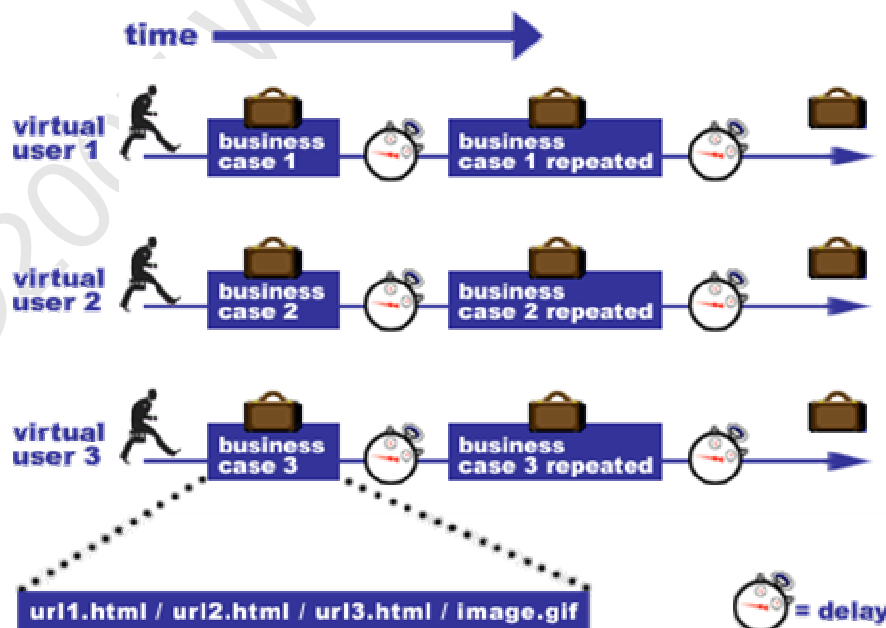 time
virtual
user 1
business
case 1
business
case 1 repeated
virtual
user 2
business
case 2
business
case 2 repeated
virtual
user 3
business
case 3
business
case 3 repeated
url1.html / url2.html / url3.html / image.gif
= delay